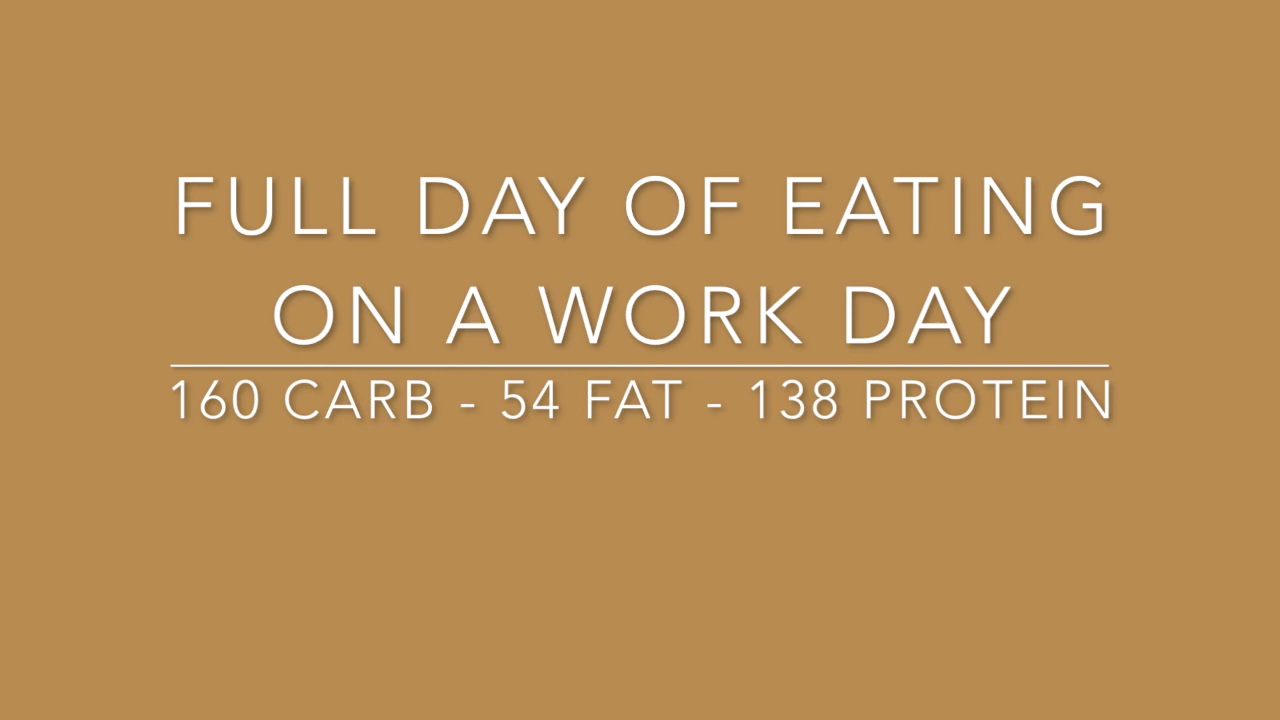 FULL DAY OF EATING
ON A WORK DAY
160 CARB - 54 FAT - 138 PROTEIN